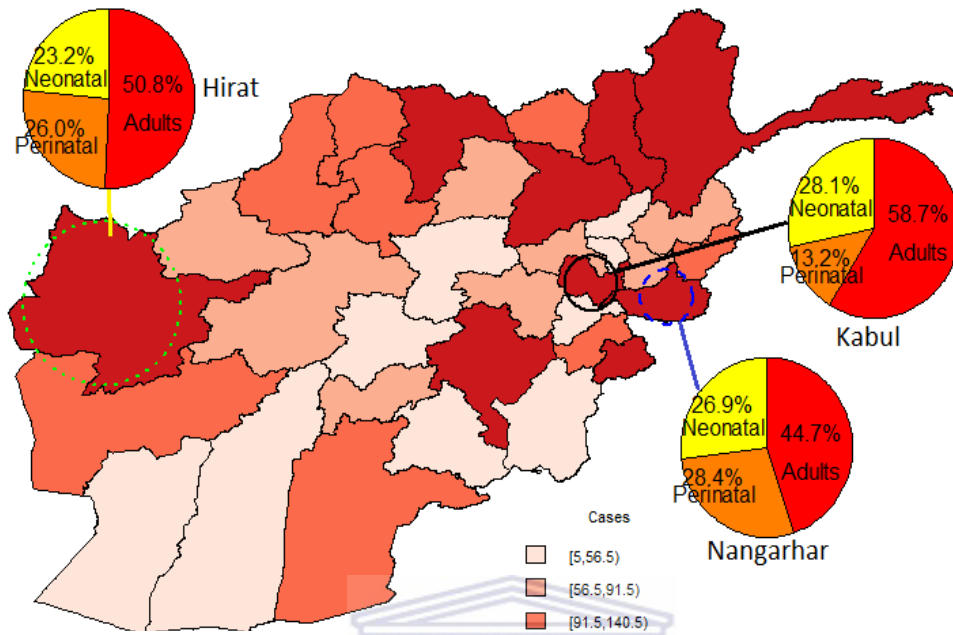 23.2%
Neonatal
50.8%
Adults
26.0%
Perinatal
Hirat
28.1%
Neonatal
58.7%
Adults
13.2%
Perinatal
Kabul
26.9%
Neonatal
44.7%
Adults
28.4%
Perinatal
Nangarhar
Cases
[5,56.5)
[56.5,91.5)
[91.5,140.5)